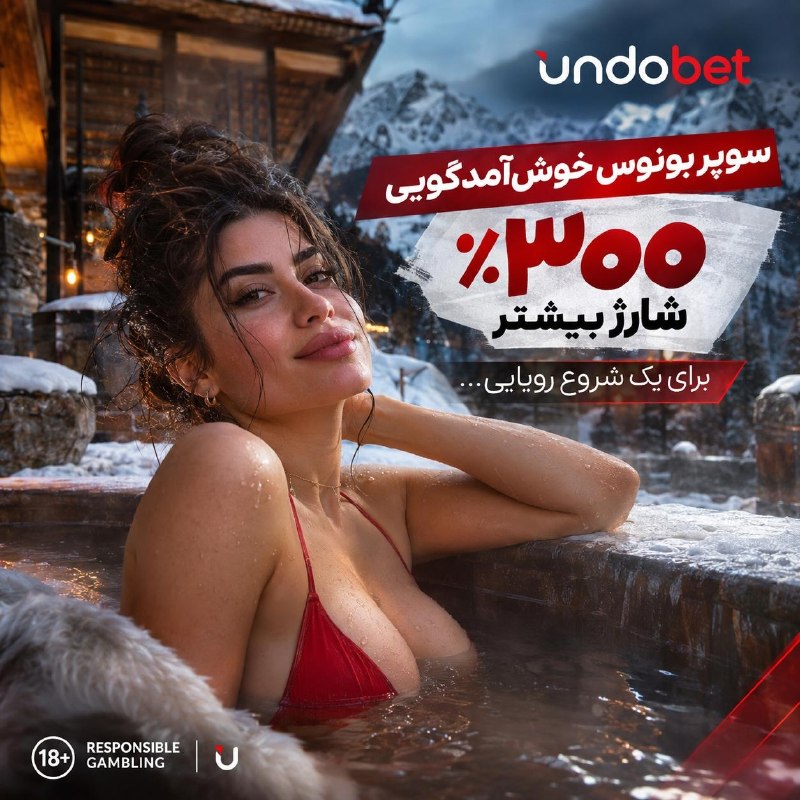 undobet
سوپر بونوس خوش‌آمدگویی
۳۰۰٪
شارژ بیشتر
برای یک شروع رویایی...
18+ RESPONSIBLE
GAMBLING